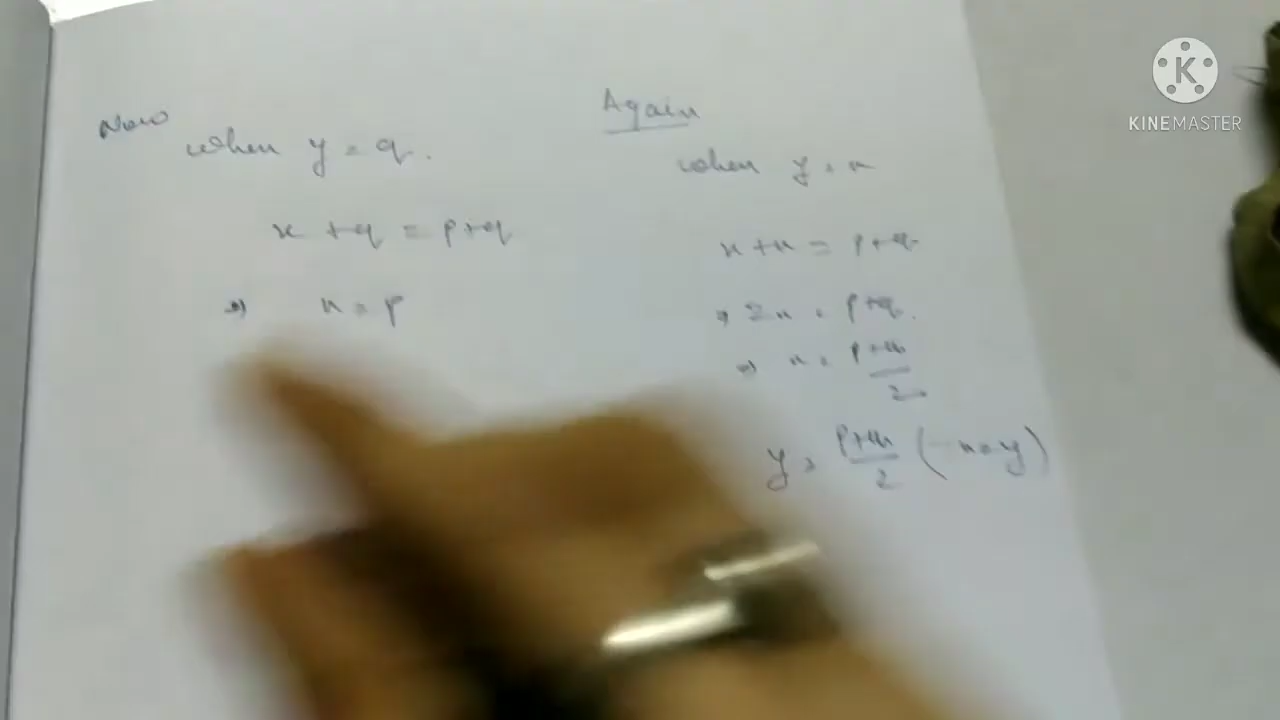 Now
when y = q.
x + q = p+q
⇒) x = p
Again
when y = x
x + x = p+q
⇒ 2x = p+q.
⇒) x = p+q/2
y = p+q/2 ( x = y)
K
KINEMASTER